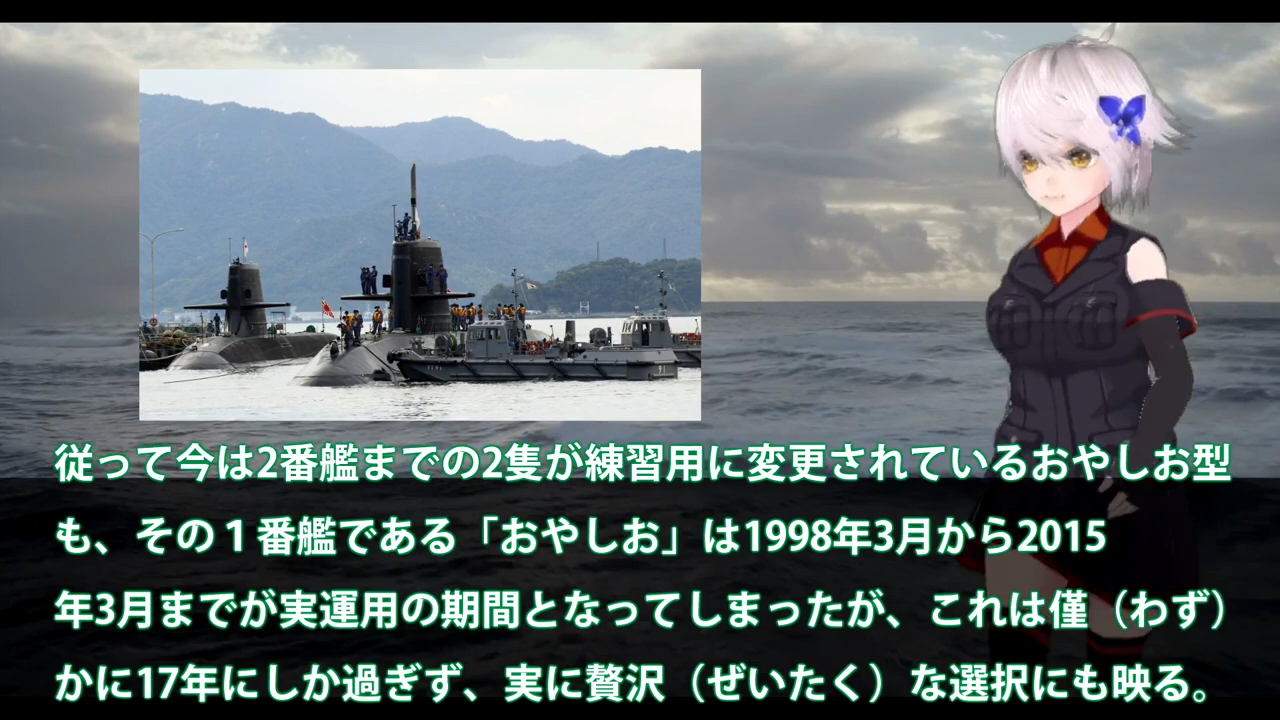 従って今は2番艦までの2隻が練習用に変更されているおやしお型
も、その１番艦である「おやしお」は1998年3月から2015
年3月までが実運用の期間となってしまったが、これは僅（わず）
かに17年にしか過ぎず、実に贅沢（ぜいたく）な選択にも映る。